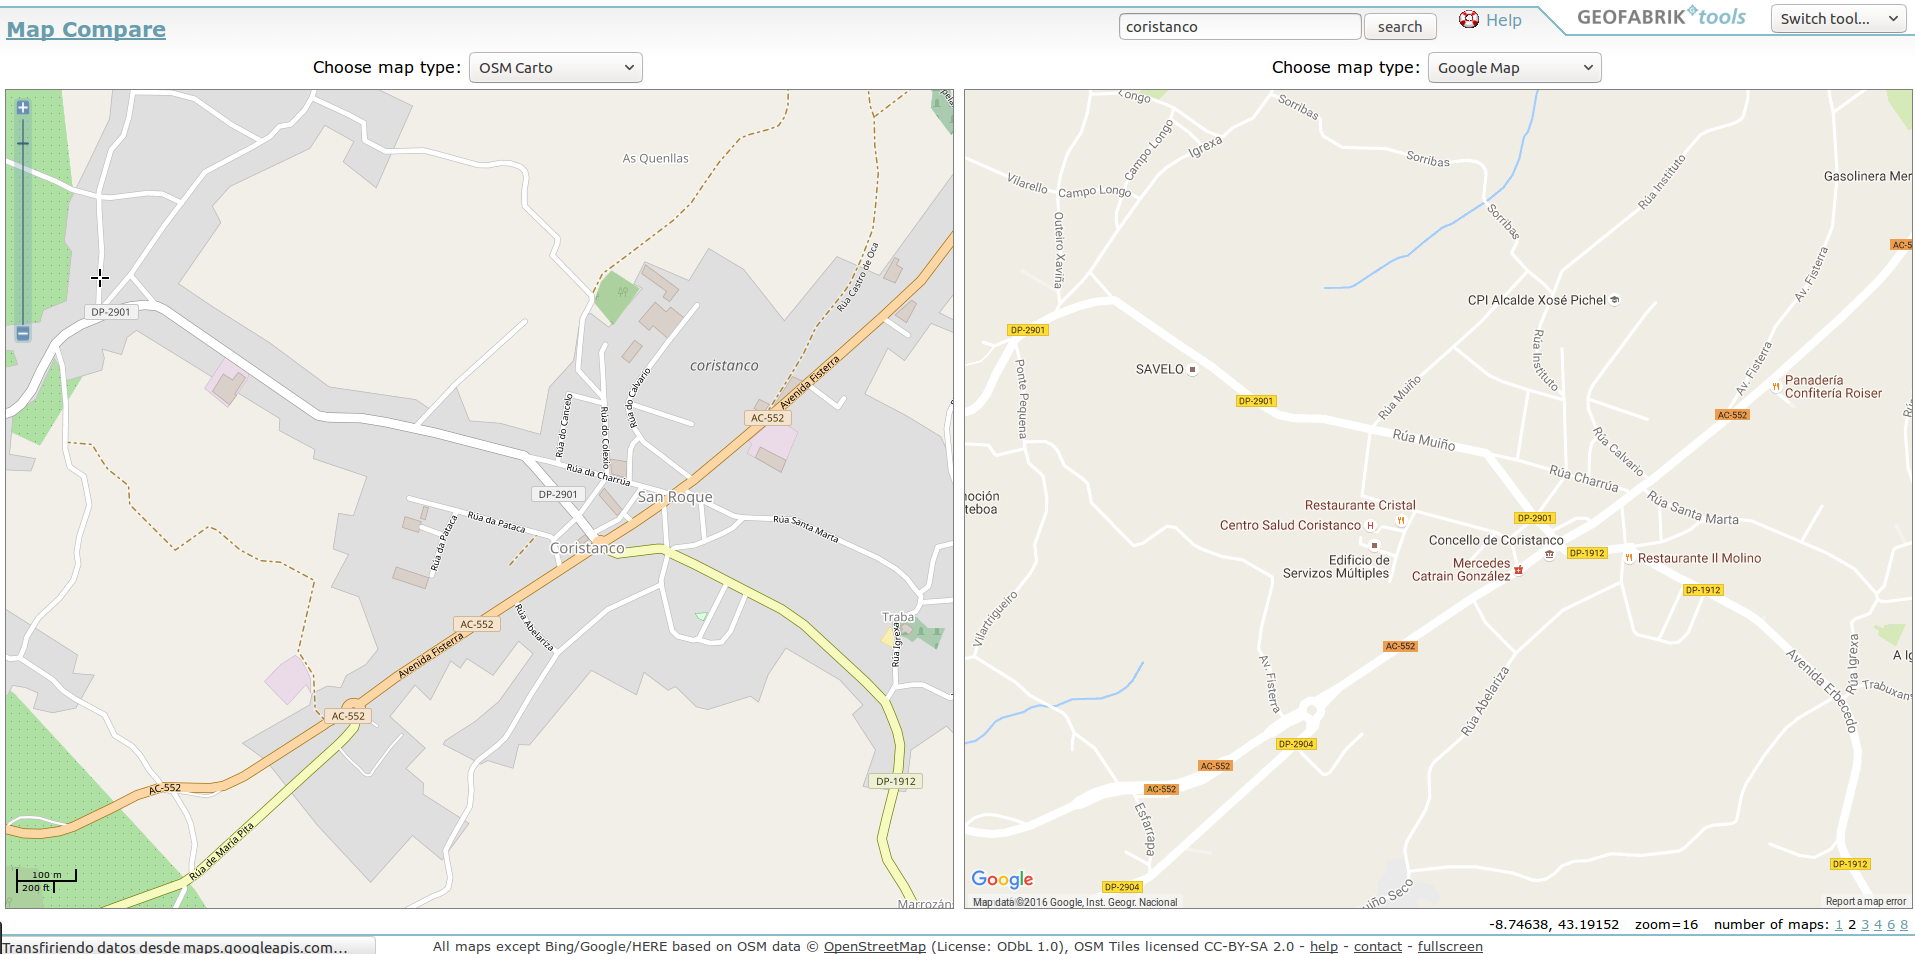 Map Compare
coristanco
search
Help
GEOFABRIK tools
Switch tool...
Choose map type:
OSM Carto
Choose map type:
Google Map
As Quenllas
Rúa Castro de Oca
DP-2901
coristanco
Avenida Fisterra
AC-552
Rúa do Cancelo
Rúa do Colexio
Rúa do Calvario
Rúa da Charrúa
DP-2901
San Roque
Rúa da Pataca
Rúa da Pataca
Rúa Santa Marta
Coristanco
AC-552
Rúa Abelariza
Avenida Fisterra
Traba
Rúa Igrexa
AC-552
AC-552
DP-1912
Rúa de María Pita
100 m
200 ft
Marrozán
Longo
Sorribas
Campo Longo
Igrexa
Sorribas
Vilarello
Campo Longo
Rúa Instituto
Gasolinera Mer
Outeiro Xaviña
Sorribas
AC-5
Av. Fisterra
CPI Alcalde Xosé Pichel
DP-2901
Rúa Instituto
Ponte Pequena
SAVELO
Av. Fisterra
Panadería
Confitería Roiser
DP-2901
Rúa Muiño
AC-552
Rúa Muiño
Rúa Calvario
Rúa Charrúa
noción
teboa
Restaurante Cristal
Centro Salud Coristanco
Rúa Santa Marta
DP-2901
Concello de Coristanco
DP-1912
Edificio de
Servizos Múltiples
Mercedes
Catrain González
Restaurante Il Molino
DP-1912
Vilartrigueiro
AC-552
Av. Fisterra
Rúa Abelariza
Avenida Erbecedo
Rúa Igrexa
A Ig
Trabuxan
DP-2904
AC-552
AC-552
Esfarrapa
DP-1912
DP-2904
uiño Seco
Google
Map data ©2016 Google, Inst. Geogr. Nacional
Report a map error
-8.74638, 43.19152 zoom=16 number of maps: 1 2 3 4 6 8
Transfiriendo datos desde maps.googleapis.com...
All maps except Bing/Google/HERE based on OSM data © OpenStreetMap (License: ODbL 1.0), OSM Tiles licensed CC-BY-SA 2.0 - help - contact - fullscreen